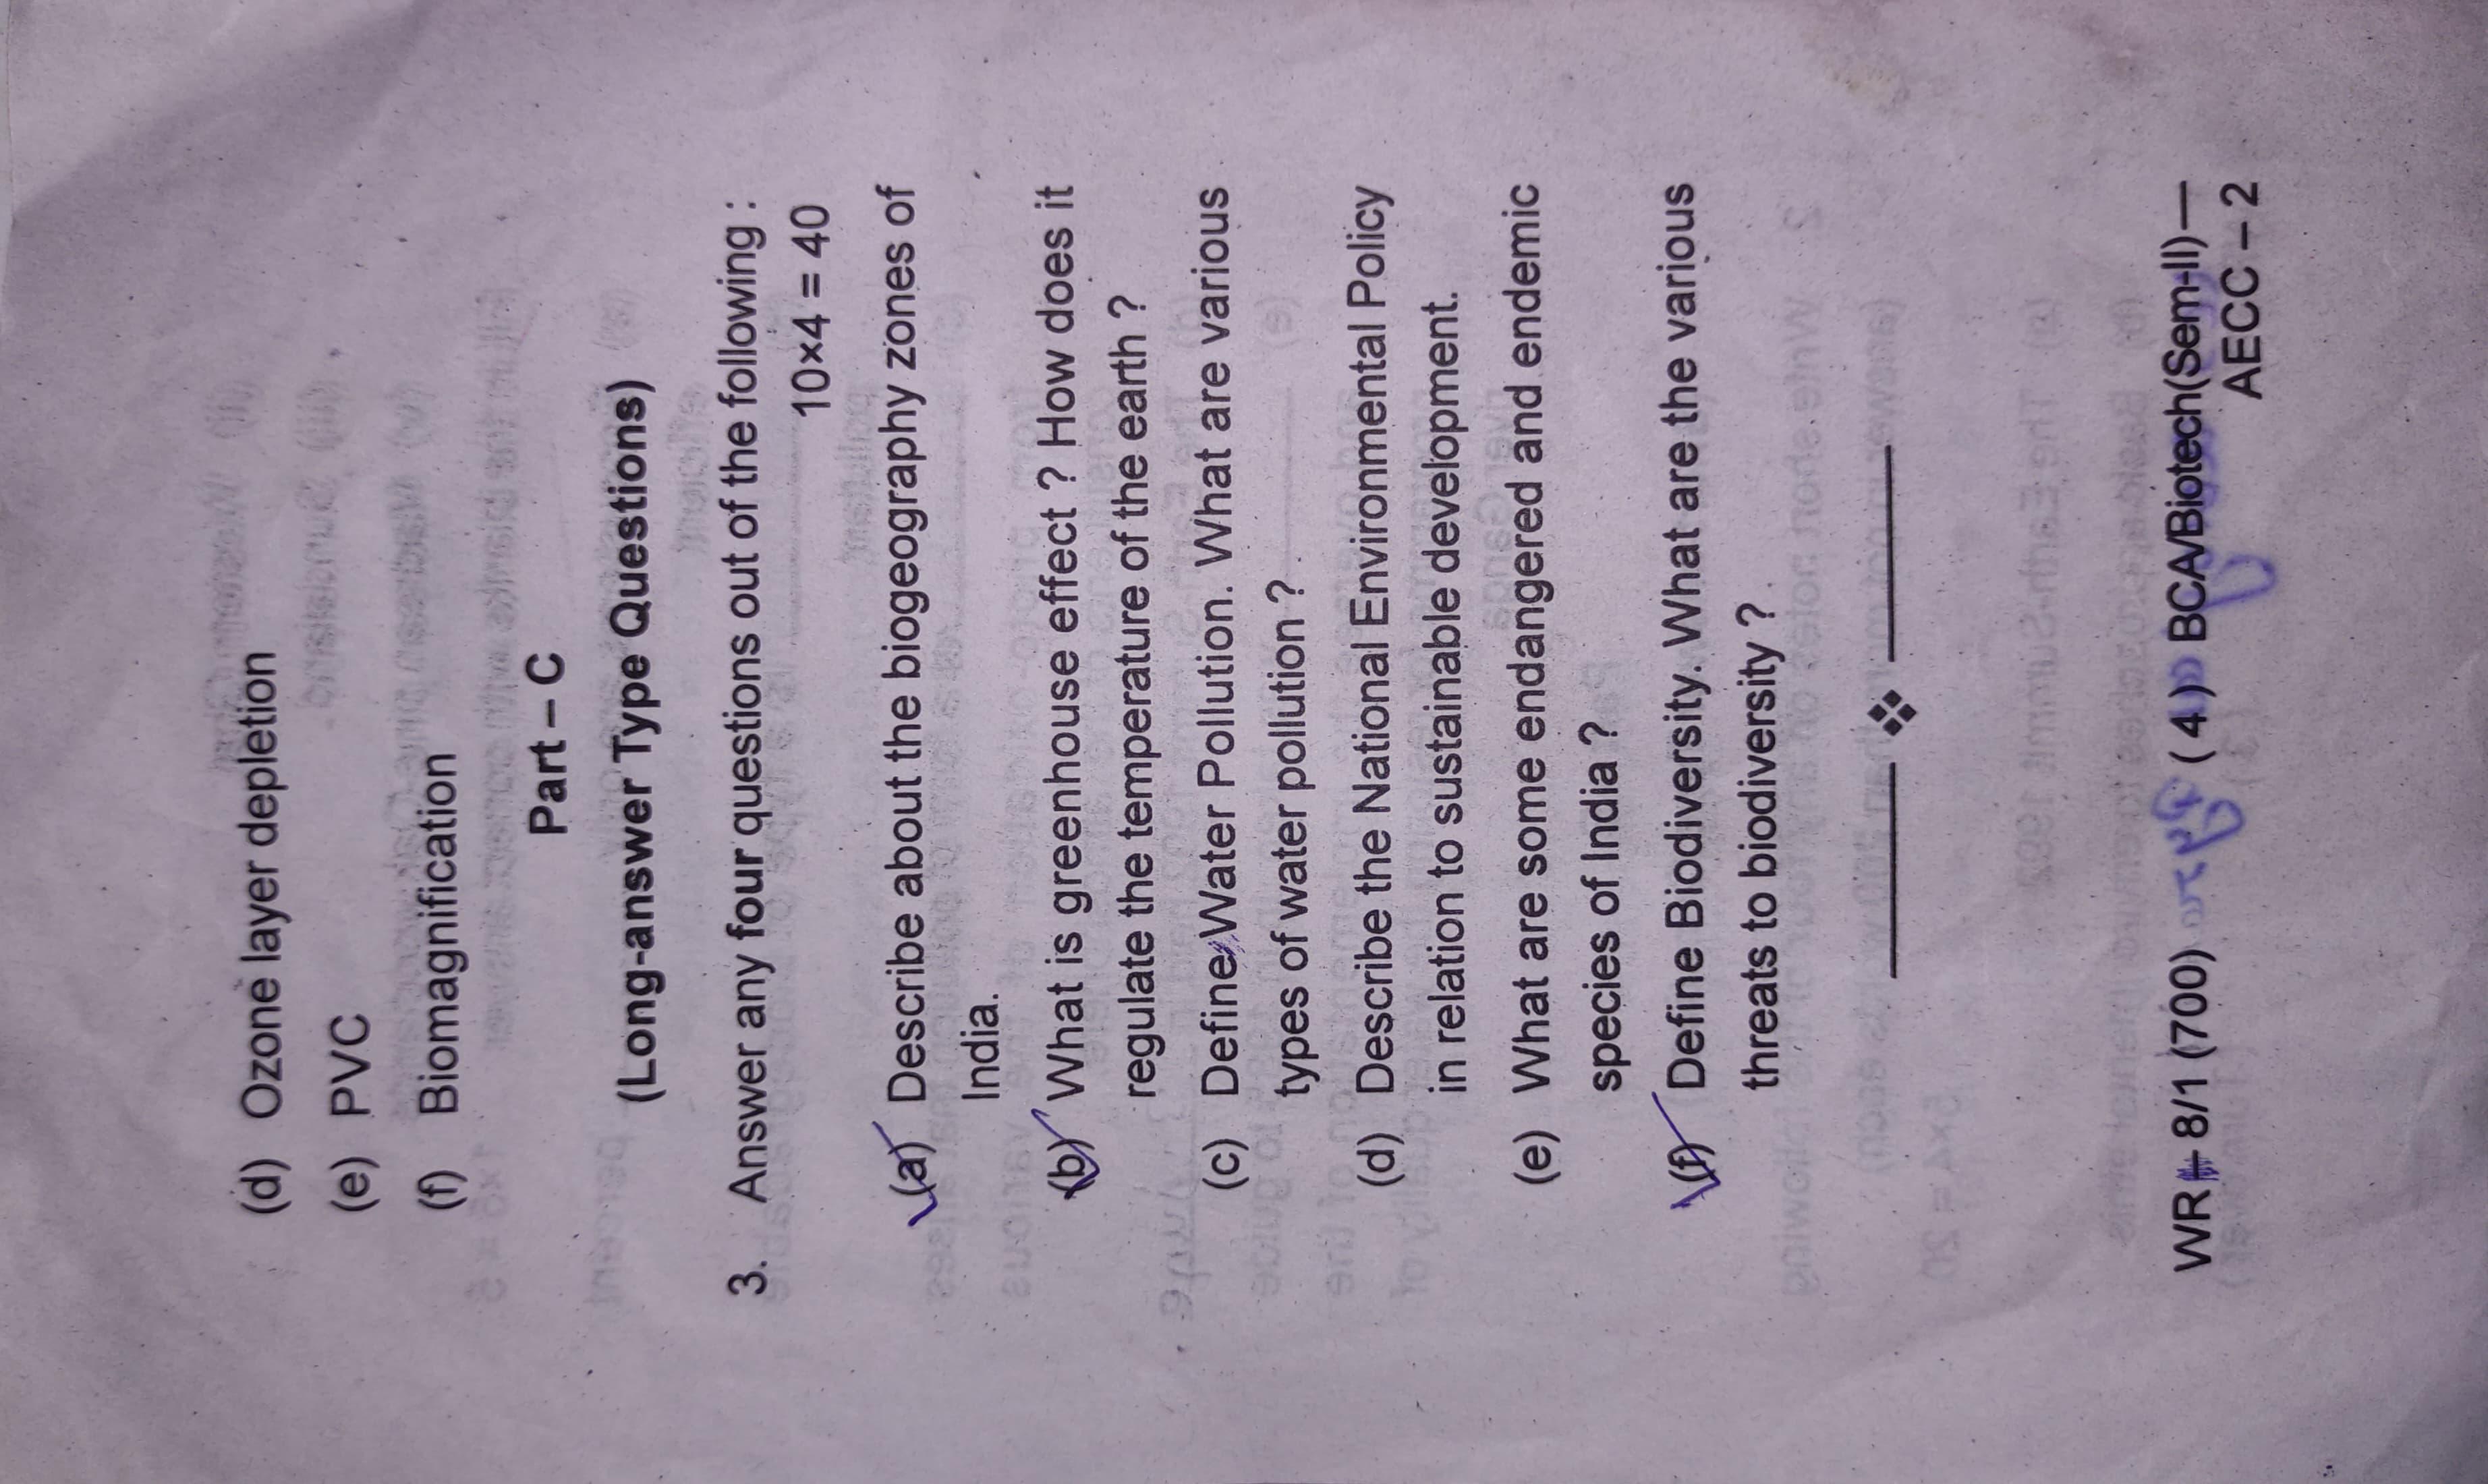 (d) Ozone layer depletion
(e) PVC
(f) Biomagnification
Part – C
(Long-answer Type Questions)
3. Answer any four questions out of the following :
10×4 = 40
(a) Describe about the biogeography zones of
India.
(b) What is greenhouse effect ? How does it
regulate the temperature of the earth ?
(c) Define Water Pollution. What are various
types of water pollution ?
(d) Describe the National Environmental Policy
in relation to sustainable development.
(e) What are some endangered and endemic
species of India ?
(f) Define Biodiversity. What are the various
threats to biodiversity ?
WR – 8/1 (700) ( 4 ) BCA/Biotech(Sem-II)—
AECC – 2